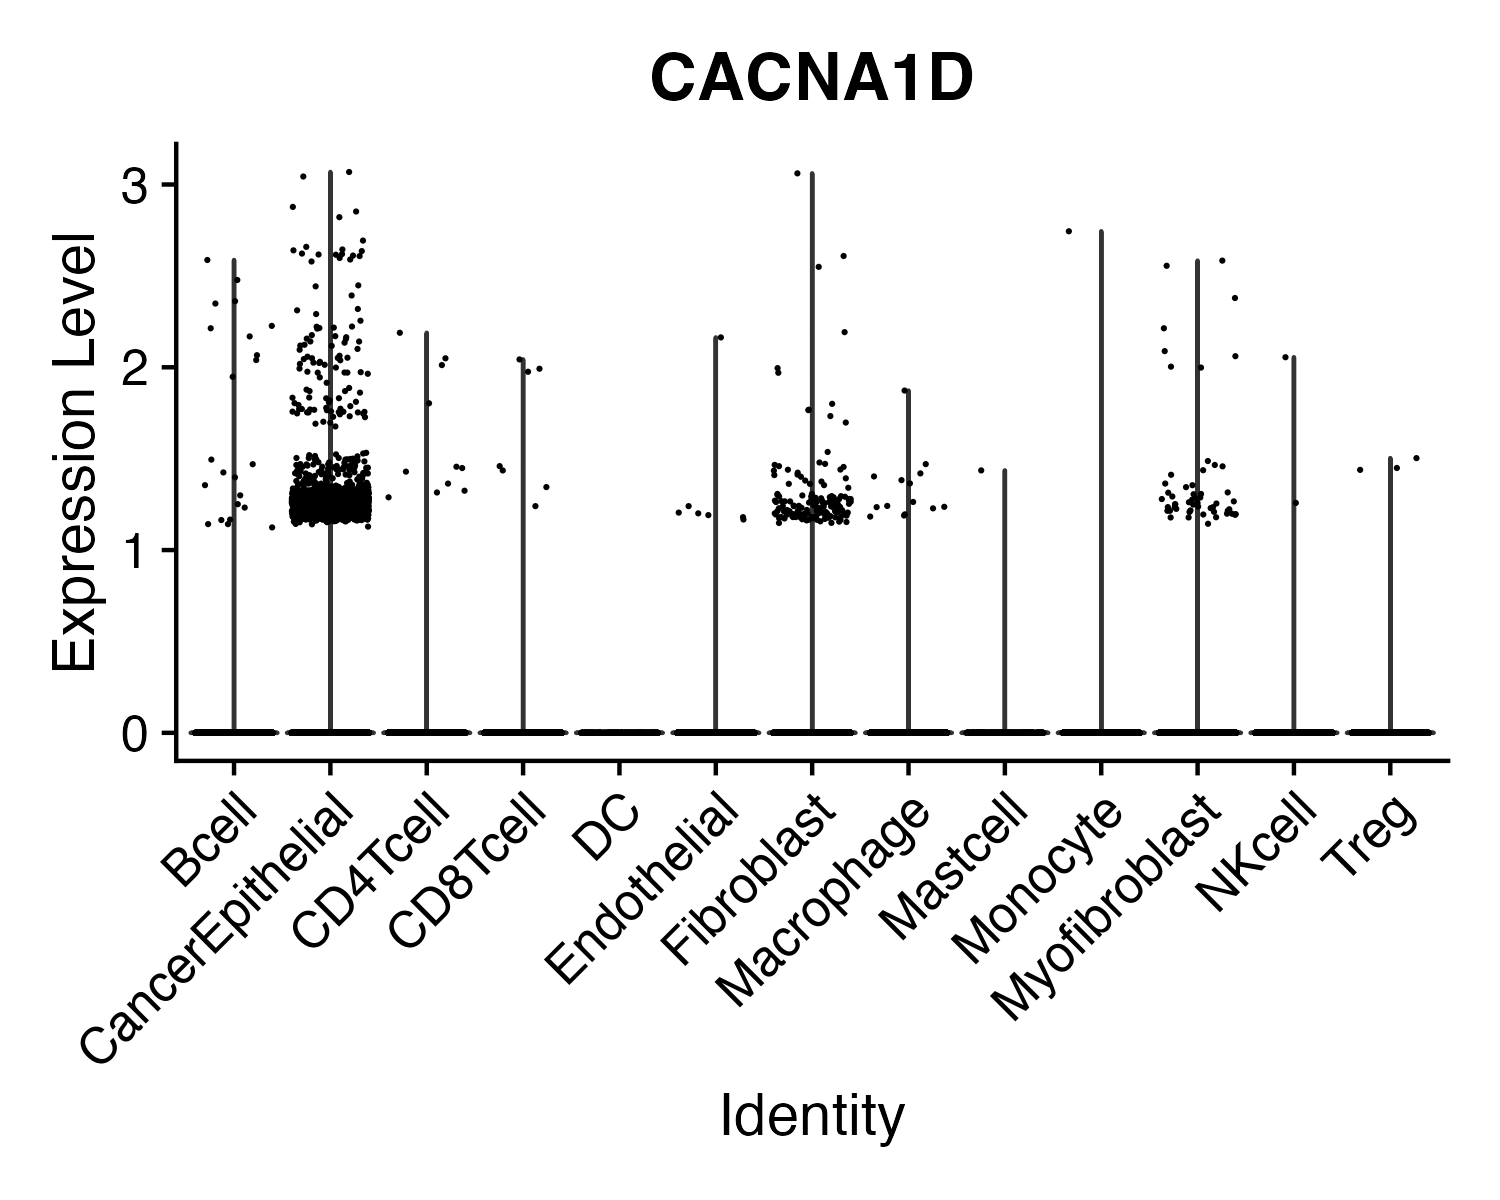 CACNA1D
Expression Level
3
2
1
0
Bcell
CancerEpithelial
CD4Tcell
CD8Tcell
DC
Endothelial
Fibroblast
Macrophage
Mastcell
Monocyte
Myofibroblast
NKcell
Treg
Identity